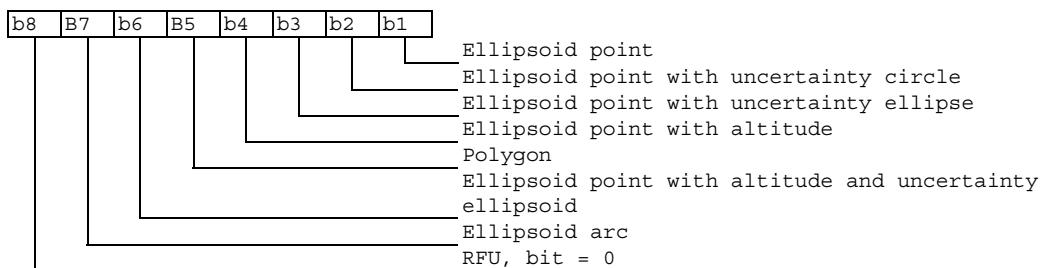 b8 B7 b6 B5 b4 b3 b2 b1
Ellipsoid point
Ellipsoid point with uncertainty circle
Ellipsoid point with uncertainty ellipse
Ellipsoid point with altitude
Polygon
Ellipsoid point with altitude and uncertainty
ellipsoid
Ellipsoid arc
RFU, bit = 0